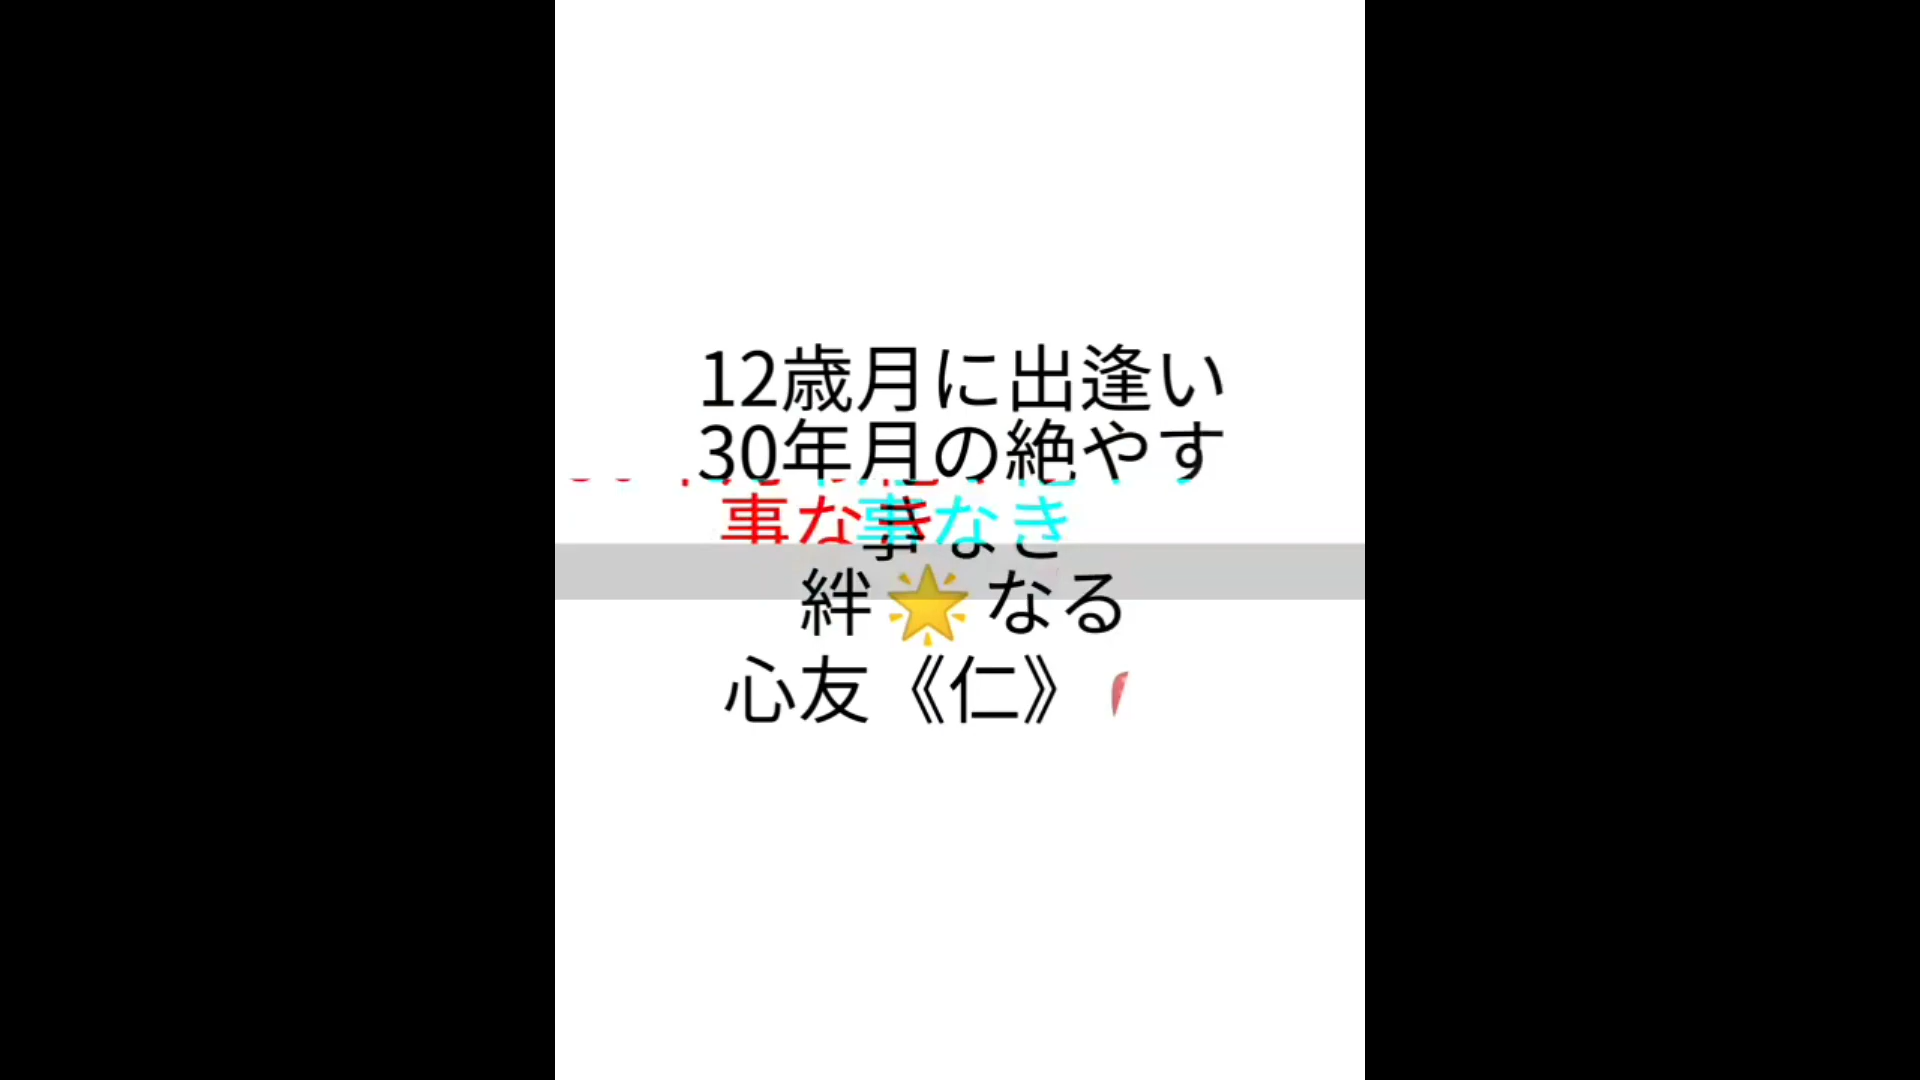 12歳月に出逢い
30年月の絶やす
事なき
絆🌟なる
心友《仁》